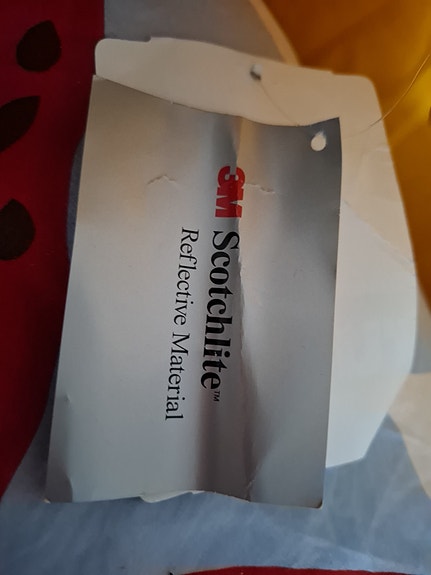 3M Scotchlite™
Reflective Material